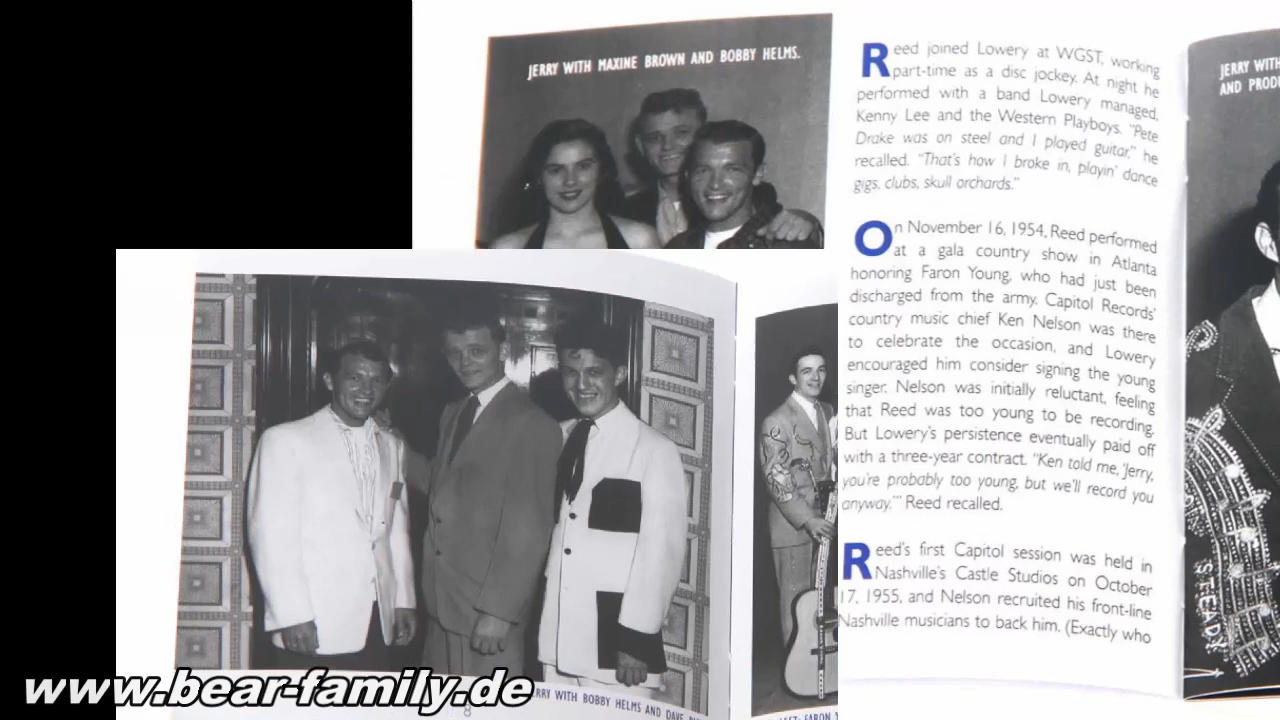 JERRY WITH MAXINE BROWN AND BOBBY HELMS.
Reed joined Lowery at WGST, working
part-time as a disc jockey. At night he
performed with a band Lowery managed,
Kenny Lee and the Western Playboys. "Pete
Drake was on steel and I played guitar," he
recalled. "That's how I broke in, playin' dance
gigs, clubs, skull orchards."
On November 16, 1954, Reed performed
at a gala country show in Atlanta
honoring Faron Young, who had just been
discharged from the army. Capitol Records'
country music chief Ken Nelson was there
to celebrate the occasion, and Lowery
encouraged him consider signing the young
singer. Nelson was initially reluctant, feeling
that Reed was too young to be recording.
But Lowery's persistence eventually paid off
with a three-year contract. "Ken told me, 'Jerry,
you're probably too young, but we'll record you
anyway,'" Reed recalled.
Reed's first Capitol session was held in
Nashville's Castle Studios on October
17, 1955, and Nelson recruited his front-line
Nashville musicians to back him. (Exactly who
JERRY WITH
AND
STEADY
ERRY WITH BOBBY HELMS AND DAVE
8
FARON
www.bear-family.de